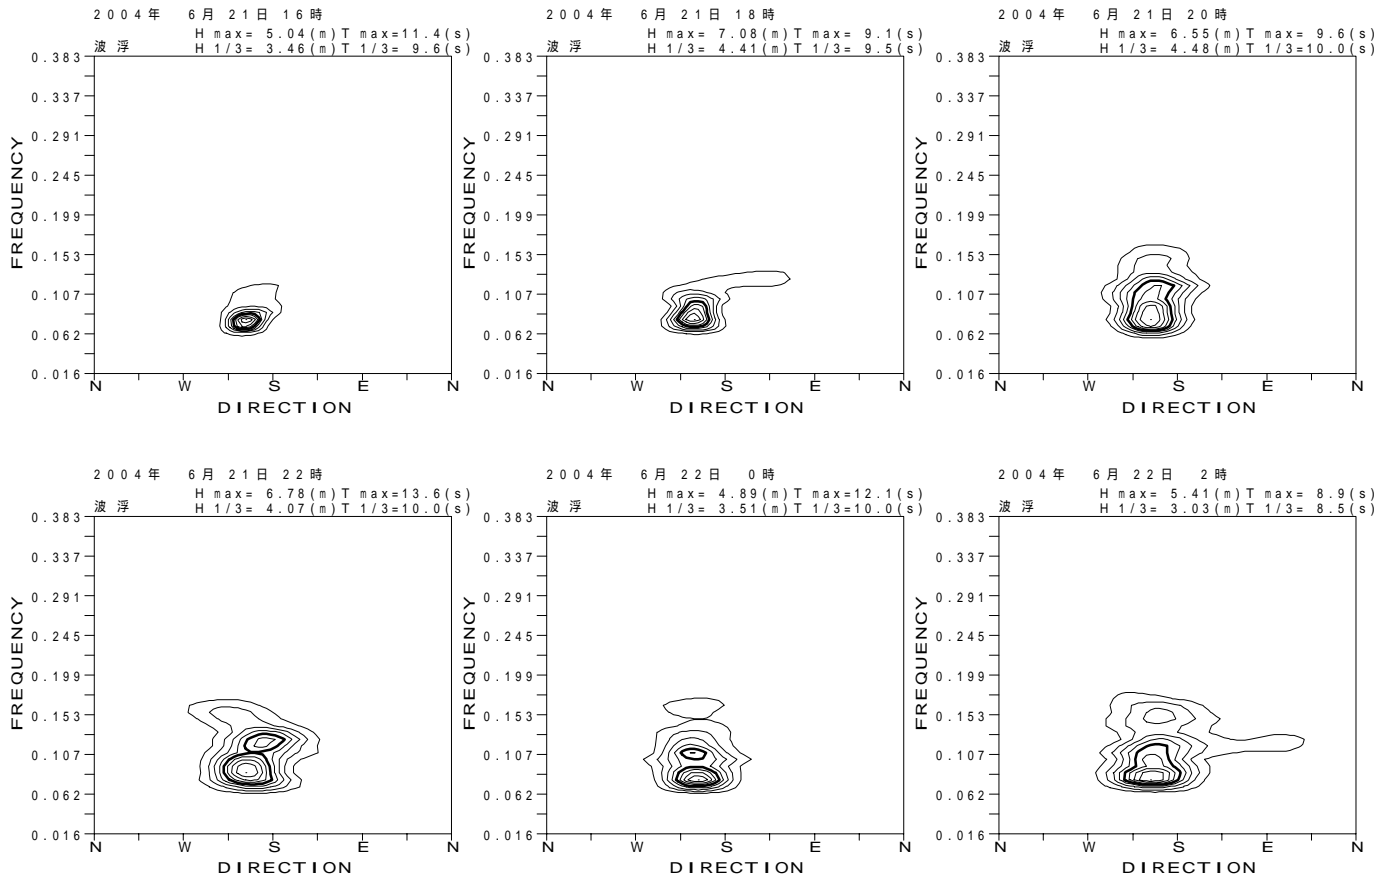 2004年 6月 21日 16時
H max= 5.04(m)T max=11.4(s)
波浮 H 1/3= 3.46(m)T 1/3= 9.6(s)
0.383
0.337
0.291
0.245
0.199
0.153
0.107
0.062
0.016
FREQUENCY
N W S E N
DIRECTION
2004年 6月 21日 18時
H max= 7.08(m)T max= 9.1(s)
波浮 H 1/3= 4.41(m)T 1/3= 9.5(s)
0.383
0.337
0.291
0.245
0.199
0.153
0.107
0.062
0.016
FREQUENCY
N W S E N
DIRECTION
2004年 6月 21日 20時
H max= 6.55(m)T max= 9.6(s)
波浮 H 1/3= 4.48(m)T 1/3=10.0(s)
0.383
0.337
0.291
0.245
0.199
0.153
0.107
0.062
0.016
FREQUENCY
N W S E N
DIRECTION
2004年 6月 21日 22時
H max= 6.78(m)T max=13.6(s)
波浮 H 1/3= 4.07(m)T 1/3=10.0(s)
0.383
0.337
0.291
0.245
0.199
0.153
0.107
0.062
0.016
FREQUENCY
N W S E N
DIRECTION
2004年 6月 22日 0時
H max= 4.89(m)T max=12.1(s)
波浮 H 1/3= 3.51(m)T 1/3=10.0(s)
0.383
0.337
0.291
0.245
0.199
0.153
0.107
0.062
0.016
FREQUENCY
N W S E N
DIRECTION
2004年 6月 22日 2時
H max= 5.41(m)T max= 8.9(s)
波浮 H 1/3= 3.03(m)T 1/3= 8.5(s)
0.383
0.337
0.291
0.245
0.199
0.153
0.107
0.062
0.016
FREQUENCY
N W S E N
DIRECTION